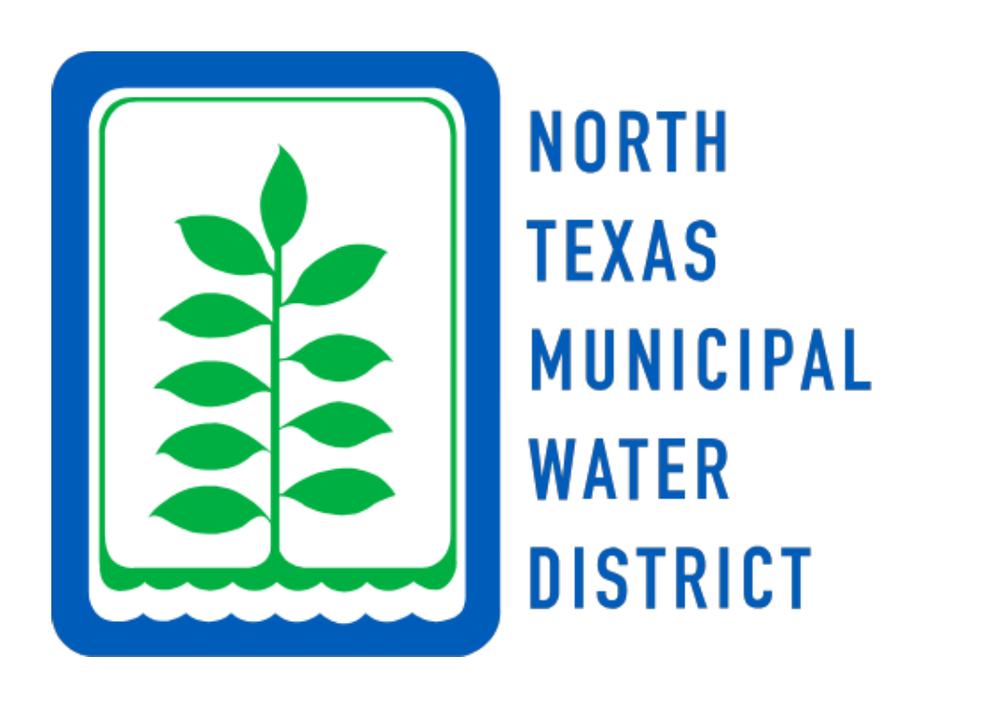 NORTH
TEXAS
MUNICIPAL
WATER
DISTRICT